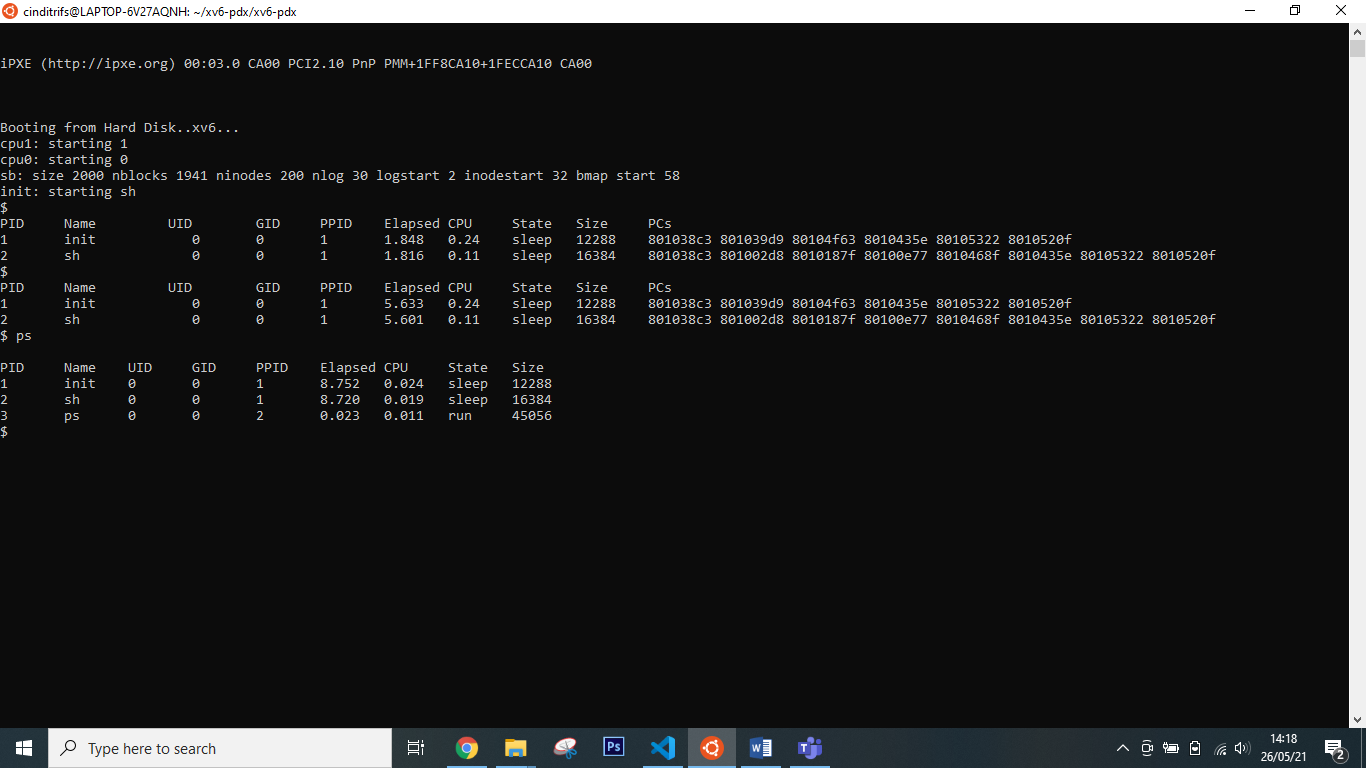 cinditrifs@LAPTOP-6V27AQNH: ~/xv6-pdx/xv6-pdx
iPXE (http://ipxe.org) 00:03.0 CA00 PCI2.10 PnP PMM+1FF8CA10+1FECCA10 CA00
Booting from Hard Disk..xv6...
cpu1: starting 1
cpu0: starting 0
sb: size 2000 nblocks 1941 ninodes 200 nlog 30 logstart 2 inodestart 32 bmap start 58
init: starting sh
$
PID Name UID GID PPID Elapsed CPU State Size PCs
1 init 0 0 1 1.848 0.24 sleep 12288 801038c3 801039d9 80104f63 8010435e 80105322 8010520f
2 sh 0 0 1 1.816 0.11 sleep 16384 801038c3 801002d8 8010187f 80100e77 8010468f 8010435e 80105322 8010520f
$
PID Name UID GID PPID Elapsed CPU State Size PCs
1 init 0 0 1 5.633 0.24 sleep 12288 801038c3 801039d9 80104f63 8010435e 80105322 8010520f
2 sh 0 0 1 5.601 0.11 sleep 16384 801038c3 801002d8 8010187f 80100e77 8010468f 8010435e 80105322 8010520f
$ ps
PID Name UID GID PPID Elapsed CPU State Size
1 init 0 0 1 8.752 0.024 sleep 12288
2 sh 0 0 1 8.720 0.019 sleep 16384
3 ps 0 0 2 0.023 0.011 run 45056
$
Type here to search
Ps
14:18
26/05/21
2